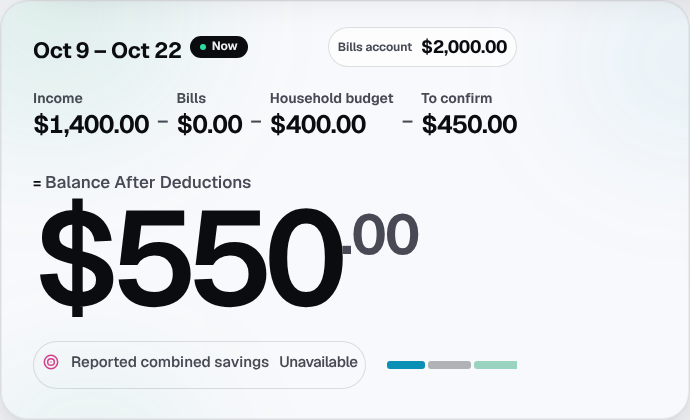 Oct 9 – Oct 22 Now Bills account $2,000.00
Income Bills Household budget To confirm
$1,400.00 – $0.00 – $400.00 – $450.00
= Balance After Deductions
$550.00
Reported combined savings Unavailable